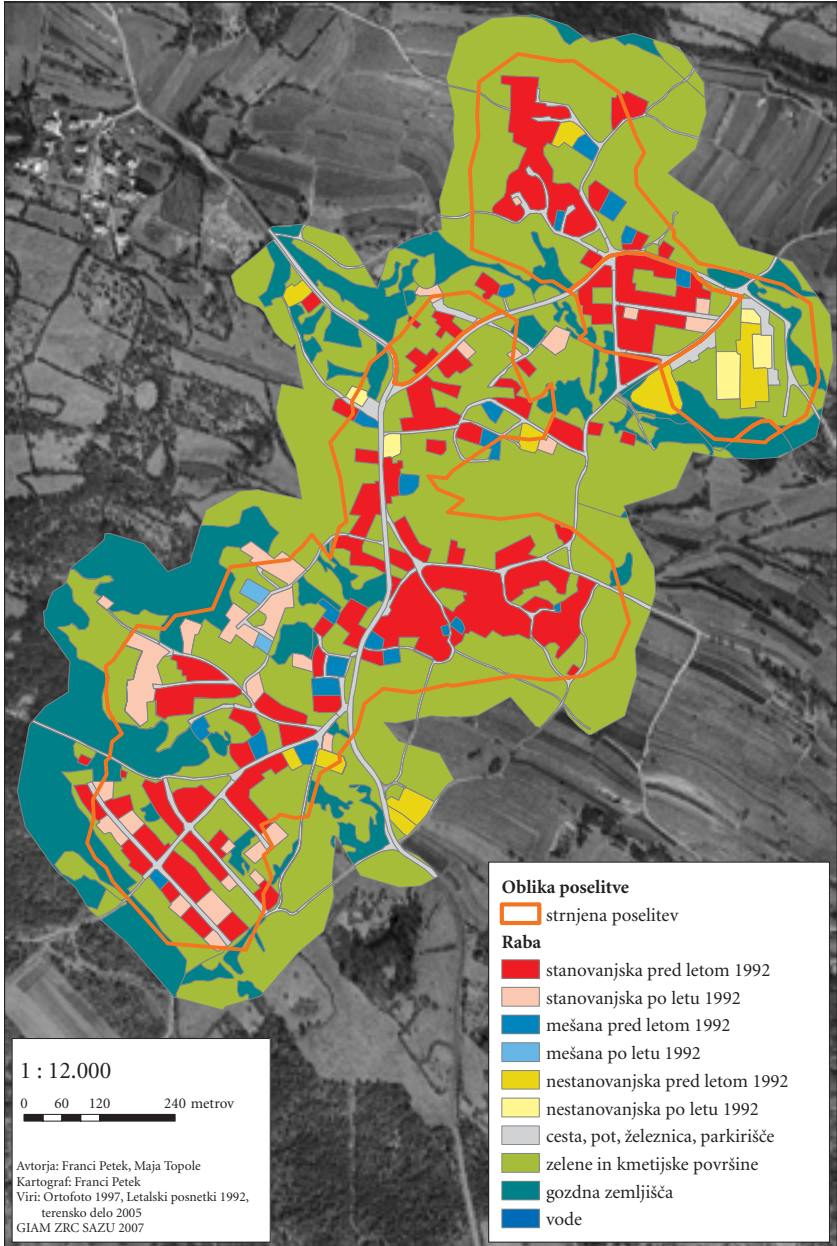 Oblika poselitve
strnjena poselitev
Raba
stanovanjska pred letom 1992
stanovanjska po letu 1992
mešana pred letom 1992
mešana po letu 1992
nestanovanjska pred letom 1992
nestanovanjska po letu 1992
cesta, pot, železnica, parkirišče
zelene in kmetijske površine
gozdna zemljišča
vode
1 : 12.000
0 60 120 240 metrov
Avtorja: Franci Petek, Maja Topole
Kartograf: Franci Petek
Viri: Ortofoto 1997, Letalski posnetki 1992,
terensko delo 2005
GIAM ZRC SAZU 2007